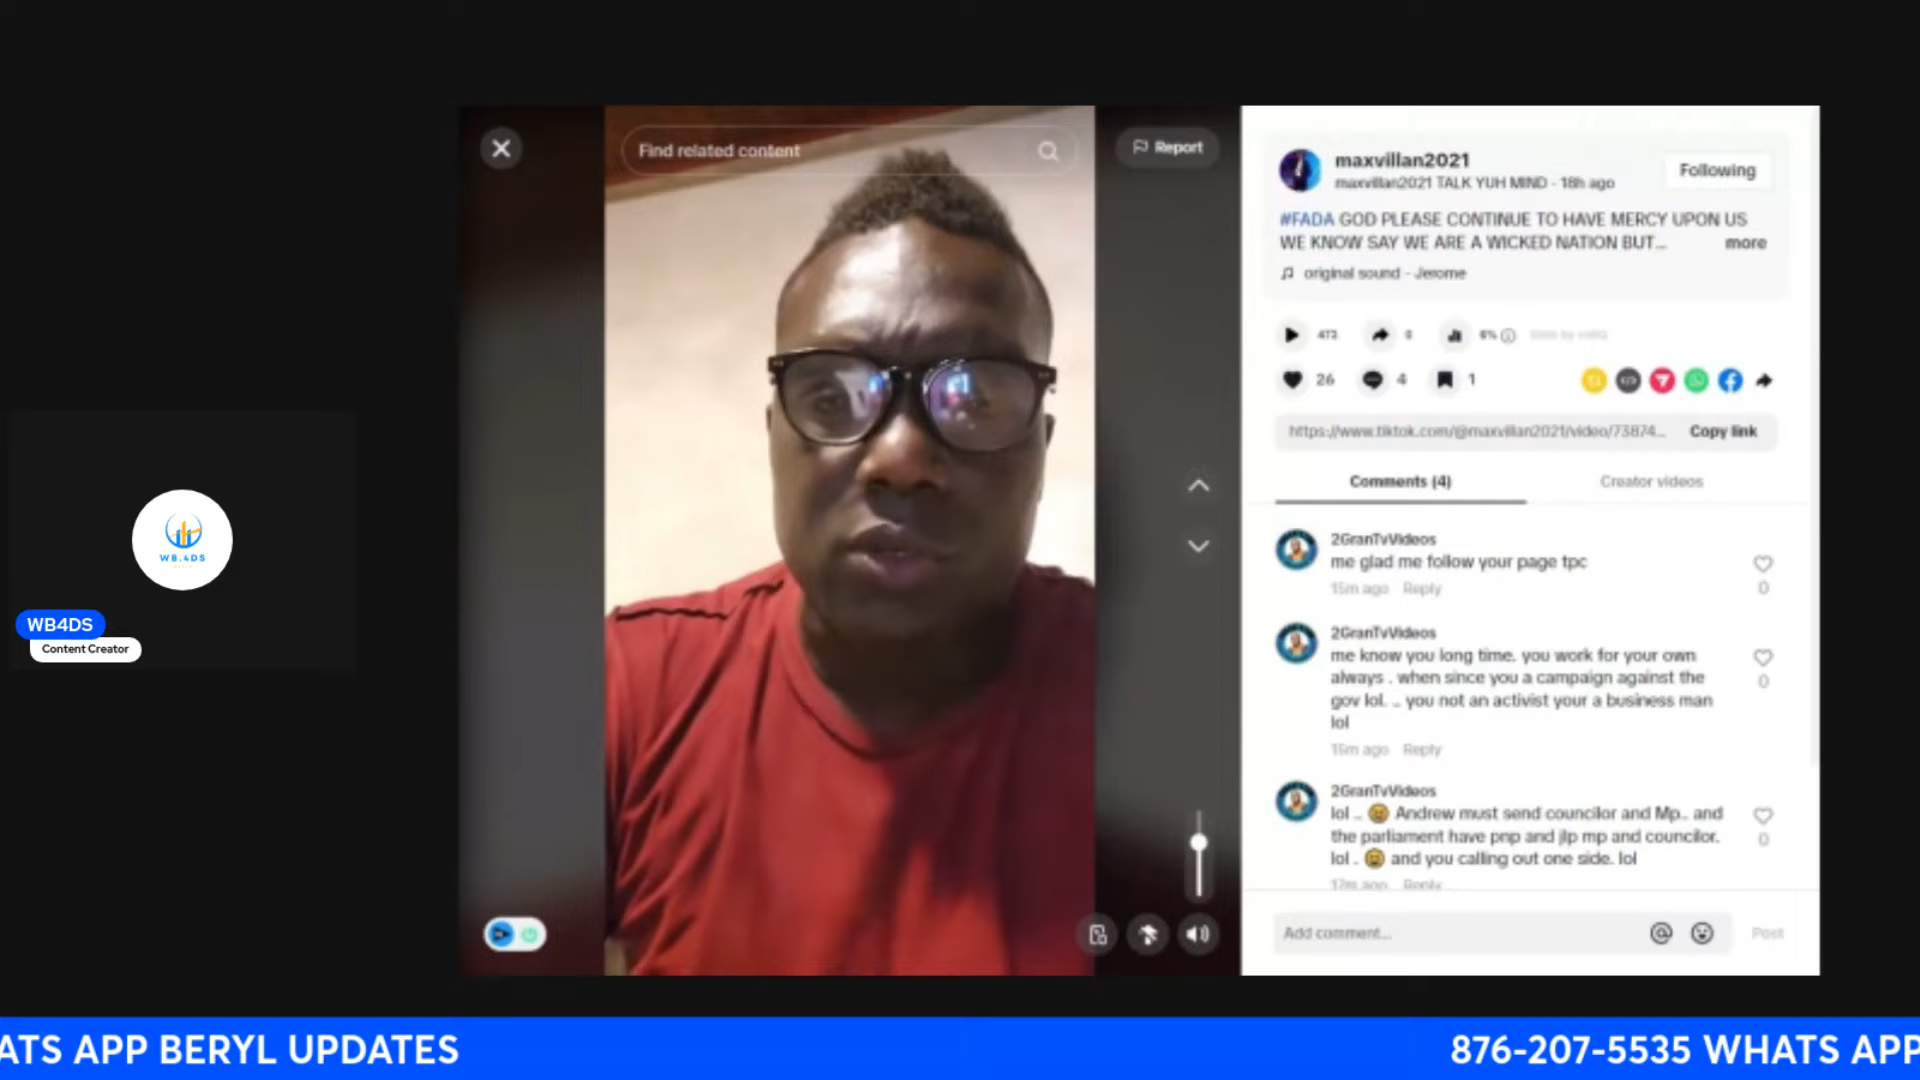 Find related content
Report
maxvillan2021
maxvillan2021 TALK YUH MIND - 18h ago
Following
#FADA GOD PLEASE CONTINUE TO HAVE MERCY UPON US
WE KNOW SAY WE ARE A WICKED NATION BUT... more
original sound - Jerome
473
0
6%
26
4
1
https://www.tiktok.com/@maxvillan2021/video/73874...
Copy link
Comments (4)
Creator videos
2GranTvVideos
me glad me follow your page tpc
15m ago Reply
0
2GranTvVideos
me know you long time. you work for your own
always . when since you a campaign against the
gov lol. .. you not an activist your a business man
lol
15m ago Reply
0
2GranTvVideos
lol .. Andrew must send councilor and Mp.. and
the parliament have pnp and jlp mp and councilor.
lol . and you calling out one side. lol
17m ago Reply
0
Add comment...
Post
WB.4DS
WB4DS
Content Creator
ATS APP BERYL UPDATES
876-207-5535 WHATS APP